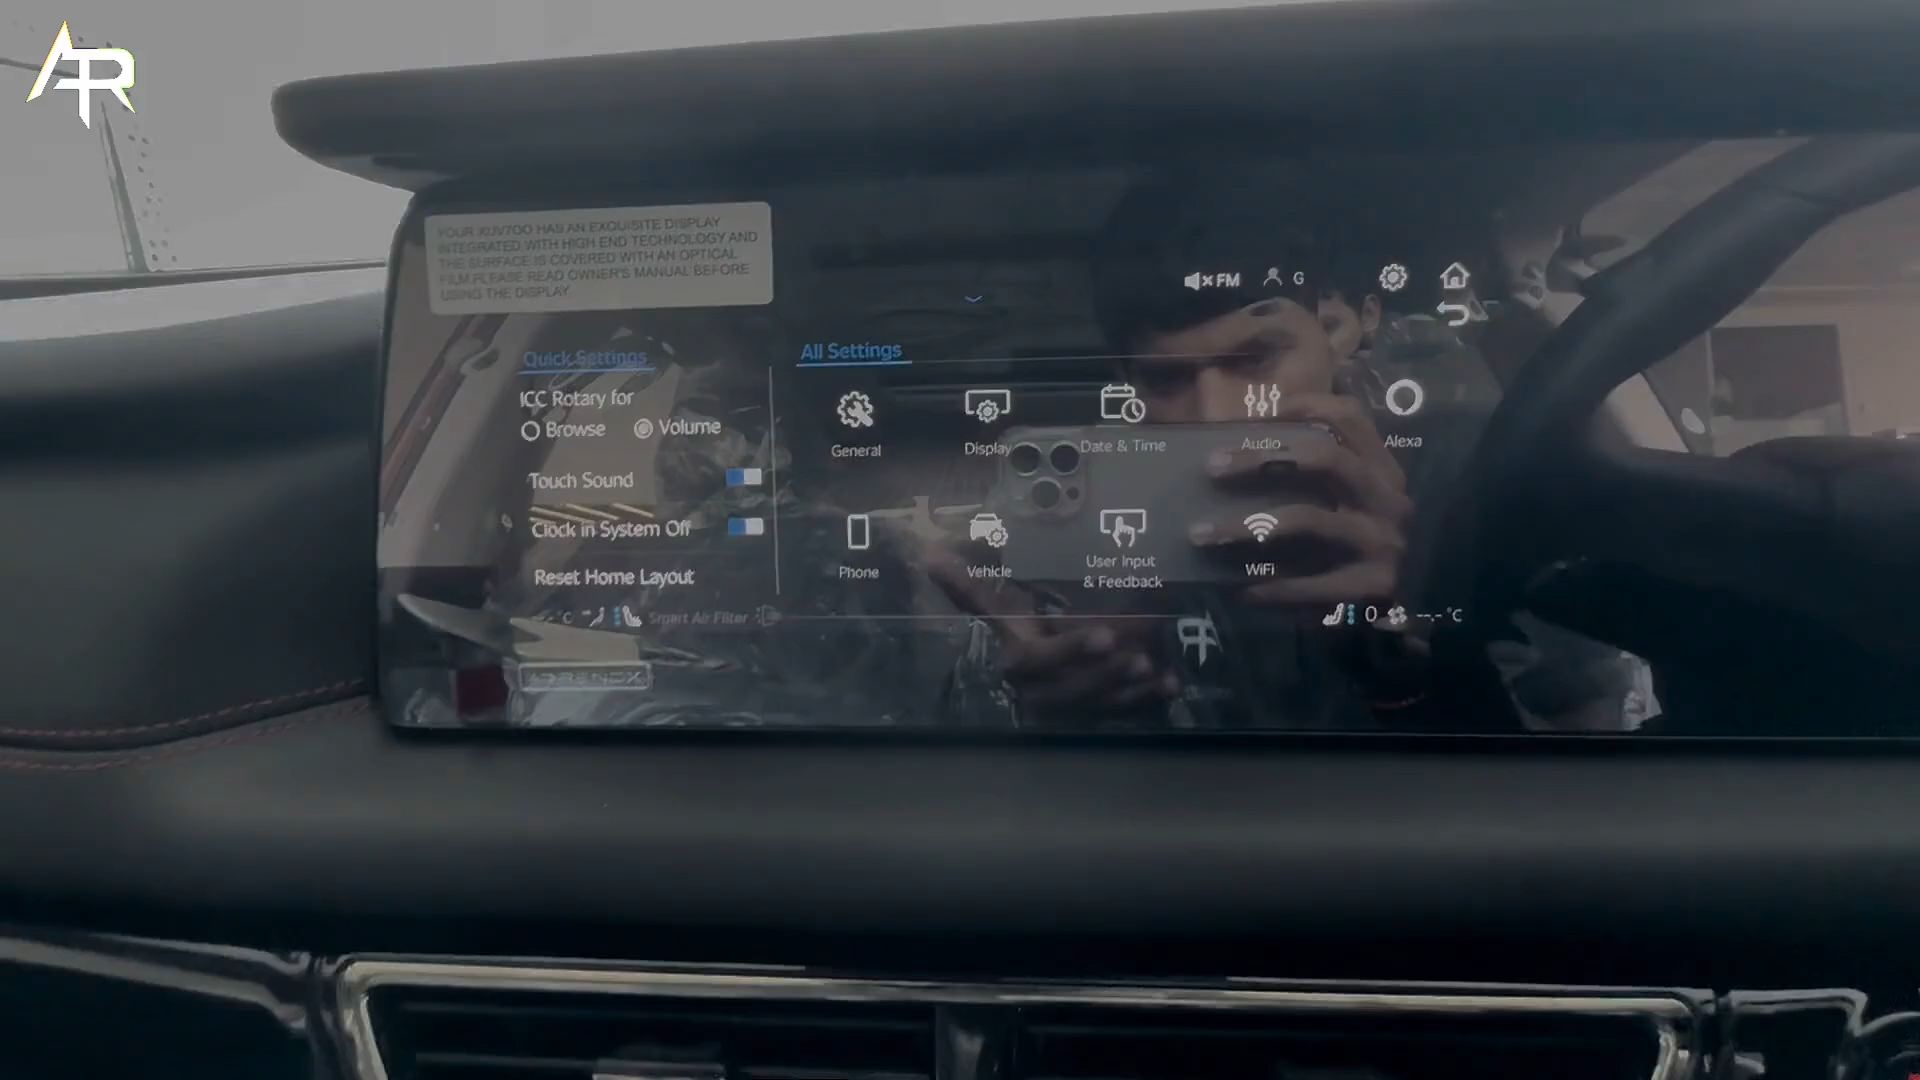 AR
YOUR XUV7OO HAS AN EXQUISITE DISPLAY
INTEGRATED WITH HIGH END TECHNOLOGY AND
THE SURFACE IS COVERED WITH AN OPTICAL
FILM.PLEASE READ OWNER'S MANUAL BEFORE
USING THE DISPLAY
FM G
Quick Settings
All Settings
ICC Rotary for
Browse Volume
Touch Sound
Clock in System Off
Reset Home Layout
General
Display
Date & Time
Audio
Alexa
Phone
Vehicle
User Input
& Feedback
WiFi
°C Smart Air Filter
0 --.- °C
ADRENOX